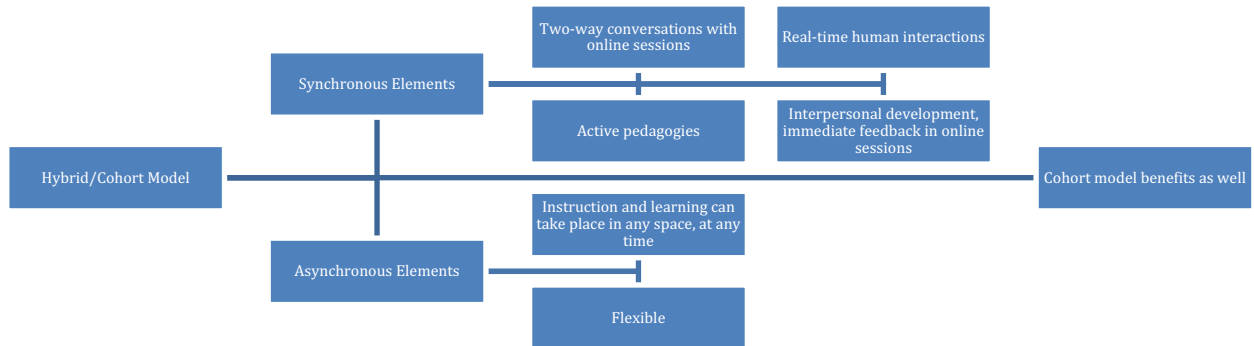 Two-way conversations with
online sessions
Real-time human interactions
Synchronous Elements
Active pedagogies
Interpersonal development,
immediate feedback in online
sessions
Hybrid/Cohort Model
Cohort model benefits as well
Instruction and learning can
take place in any space, at any
time
Asynchronous Elements
Flexible